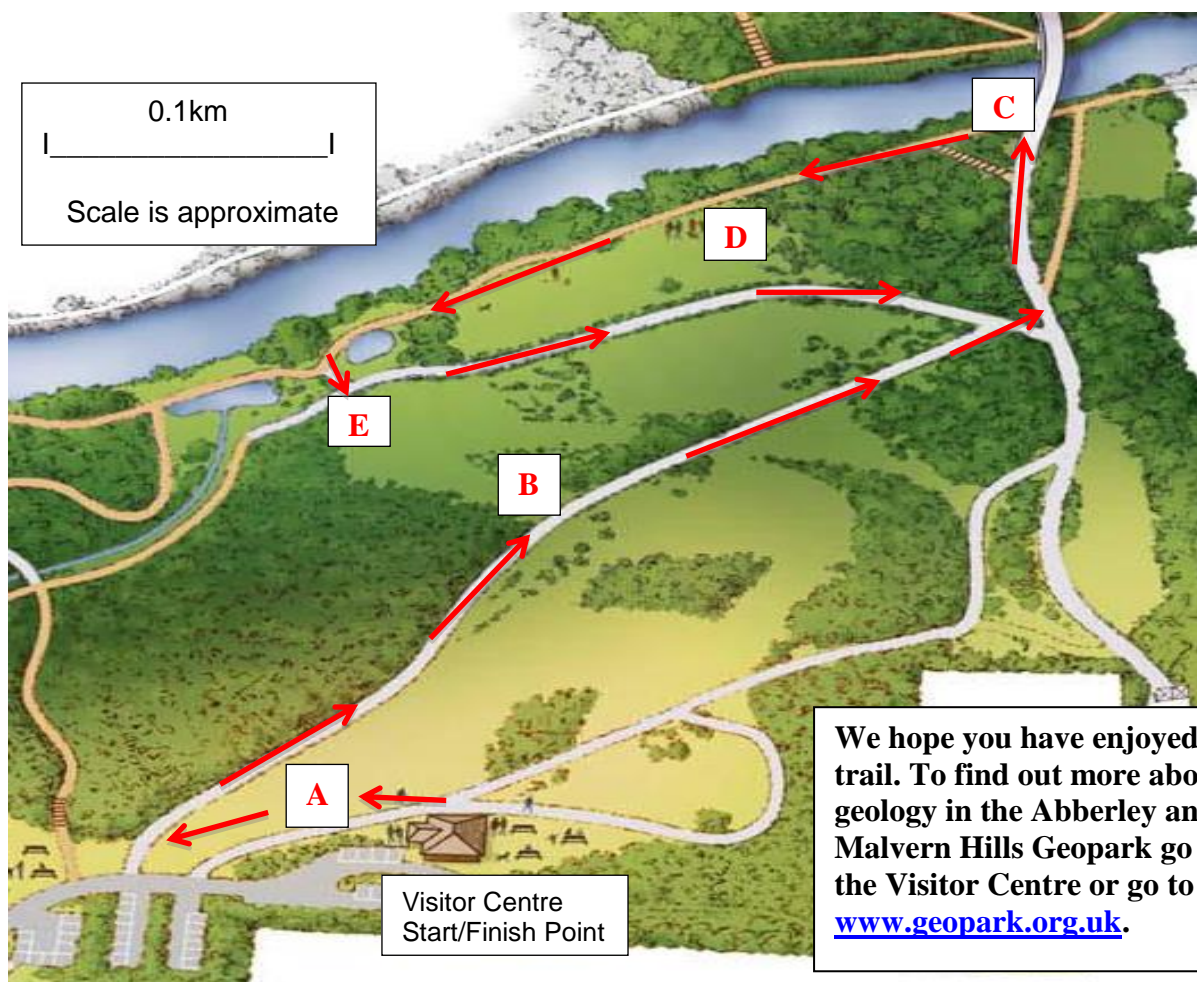 0.1km
I__________________I
Scale is approximate
C
D
E
B
A
Visitor Centre
Start/Finish Point
We hope you have enjoyed
trail. To find out more abo
geology in the Abberley an
Malvern Hills Geopark go
the Visitor Centre or go to
www.geopark.org.uk.